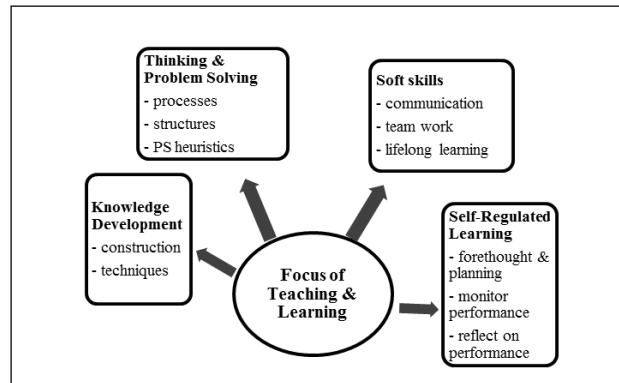 Thinking &
Problem Solving
- processes
- structures
- PS heuristics
Soft skills
- communication
- team work
- lifelong learning
Knowledge
Development
- construction
- techniques
Focus of
Teaching &
Learning
Self-Regulated
Learning
- forethought &
planning
- monitor
performance
- reflect on
performance